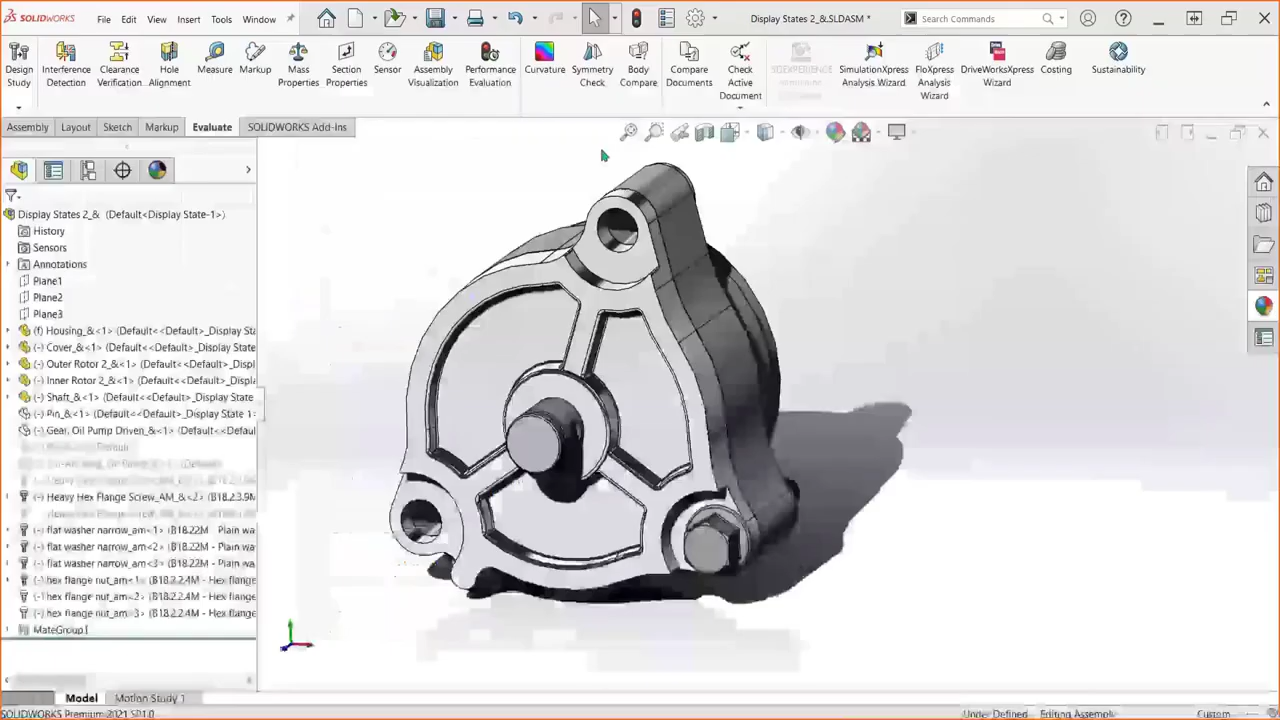 SOLIDWORKS File Edit View Insert Tools Window Display States 2_&.SLDASM * Search Commands
Design Study Interference Detection Clearance Verification Hole Alignment Measure Markup Mass Properties Section Properties Sensor Assembly Visualization Performance Evaluation Curvature Symmetry Check Body Compare Compare Documents Check Active Document SimulationXpress Analysis Wizard FloXpress Analysis Wizard DriveWorksXpress Wizard Costing Sustainability
Assembly Layout Sketch Markup Evaluate SOLIDWORKS Add-Ins
Display States 2_& (Default<Display State-1>)
History
Sensors
Annotations
Plane1
Plane2
Plane3
(f) Housing_&<1> (Default<<Default>_Display Sta
(-) Cover_&<1> (Default<<Default>_Display State
(-) Outer Rotor 2_&<1> (Default<<Default>_Disp
(-) Inner Rotor 2_&<1> (Default<<Default>_Displ
(-) Shaft_&<1> (Default<<Default>_Display State
(-) Pin_&<1> (Default<<Default>_Display State 1
(-) Gear, Oil Pump Driven_&<1> (Default<<Defaul
(-) Heavy Hex Flange Screw_AM_&<2> (B18.2.3.9M
(-) flat washer narrow_am<1> (B18.22M - Plain wa
(-) flat washer narrow_am<2> (B18.22M - Plain wa
(-) flat washer narrow_am<3> (B18.22M - Plain wa
(-) hex flange nut_am<1> (B18.2.2.4M - Hex flange
(-) hex flange nut_am<2> (B18.2.2.4M - Hex flange
(-) hex flange nut_am<3> (B18.2.2.4M - Hex flange
MateGroup1
Model Motion Study 1
SOLIDWORKS Premium 2021 SP1.0 Under Defined Editing Assembly Custom